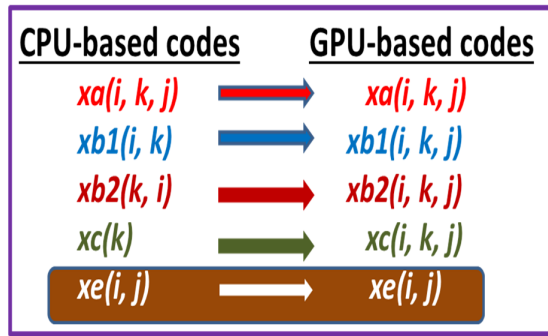 CPU-based codes GPU-based codes
xa(i, k, j) xa(i, k, j)
xb1(i, k) xb1(i, k, j)
xb2(k, i) xb2(i, k, j)
xc(k) xc(i, k, j)
xe(i, j) xe(i, j)